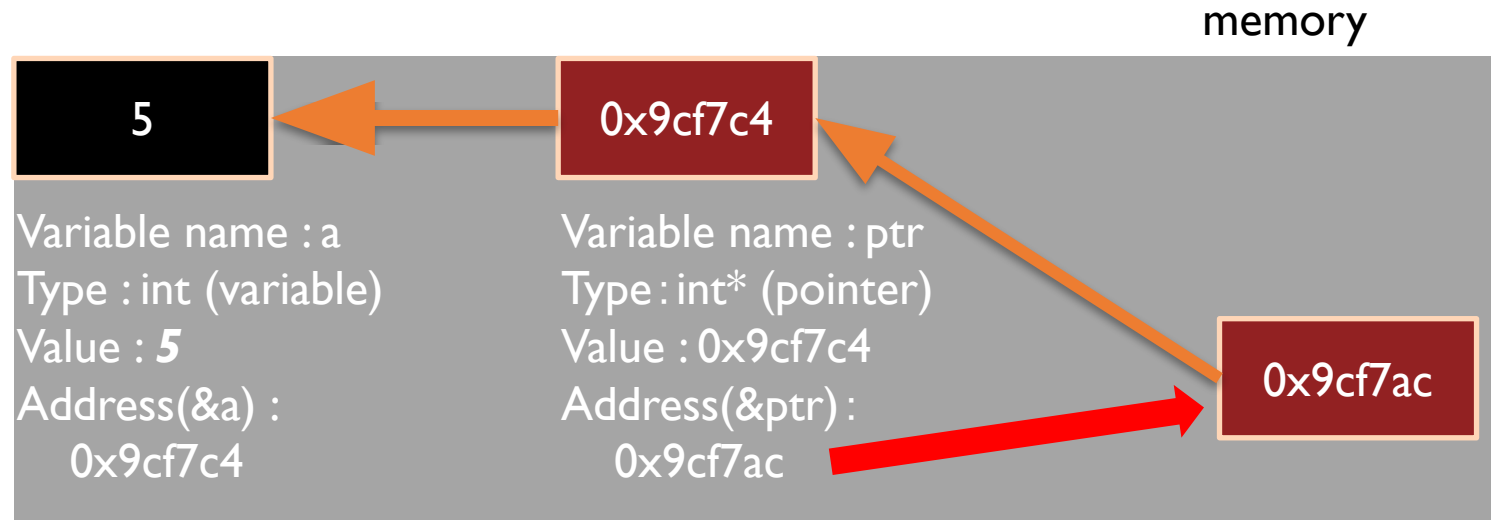 memory
5
0x9cf7c4
Variable name : a
Type : int (variable)
Value : 5
Address(&a) :
0x9cf7c4
Variable name : ptr
Type : int* (pointer)
Value : 0x9cf7c4
Address(&ptr) :
0x9cf7ac
0x9cf7ac